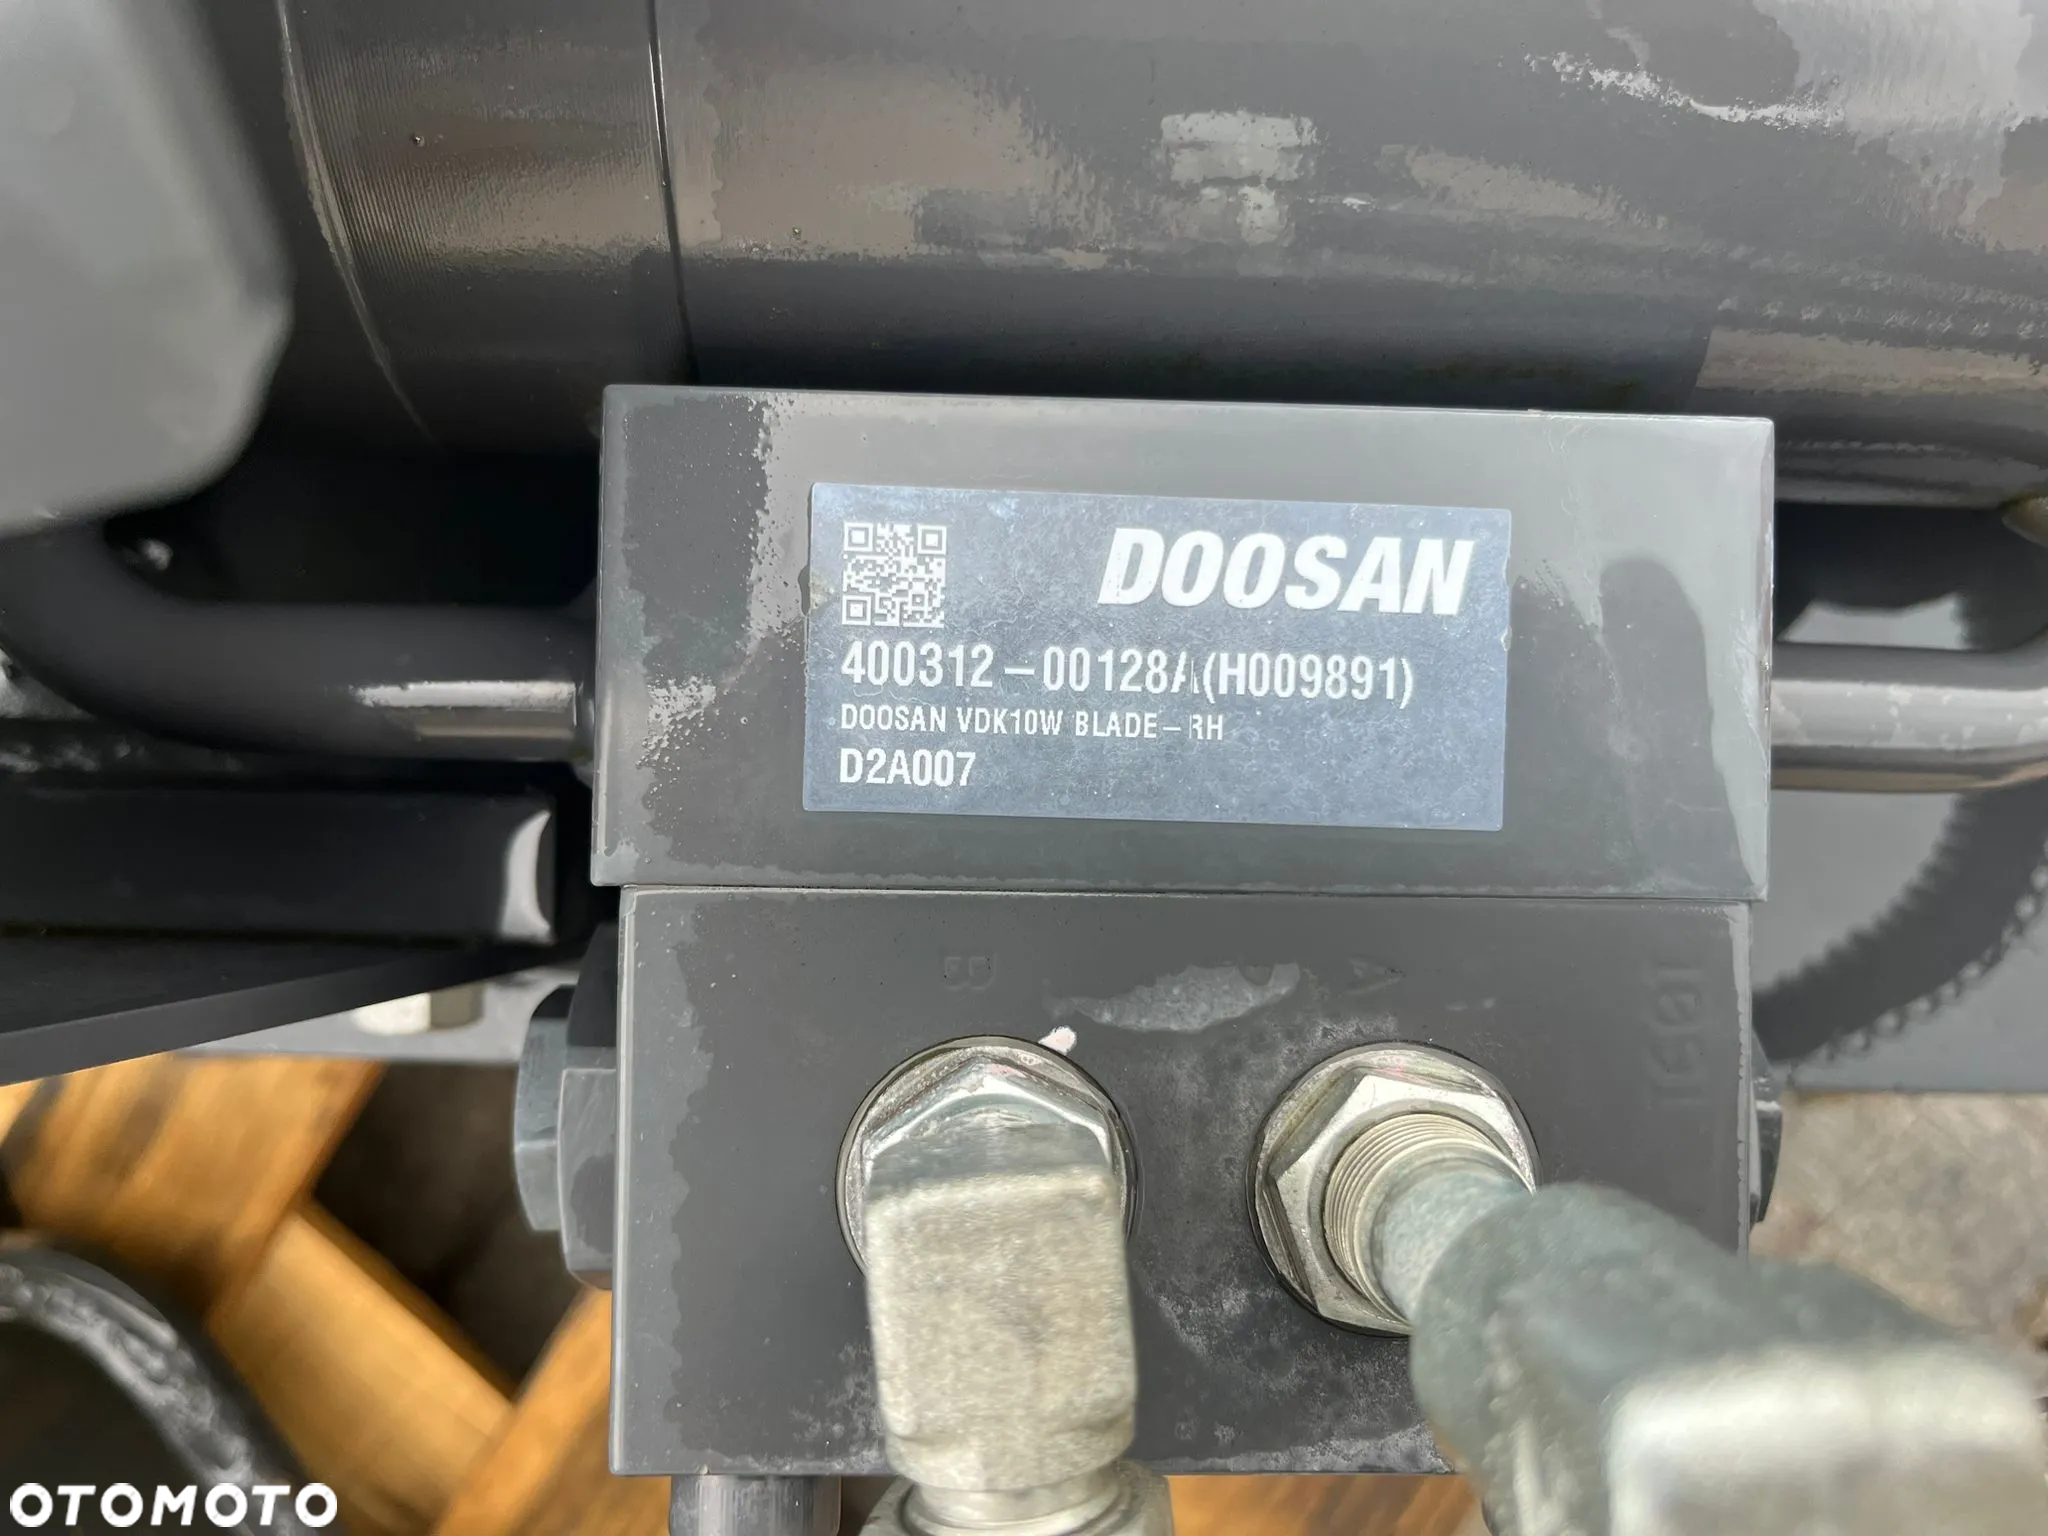 DOOSAN
400312-00128A(H009891)
DOOSAN VDK10W BLADE-RH
D2A007
B A
OTOMOTO